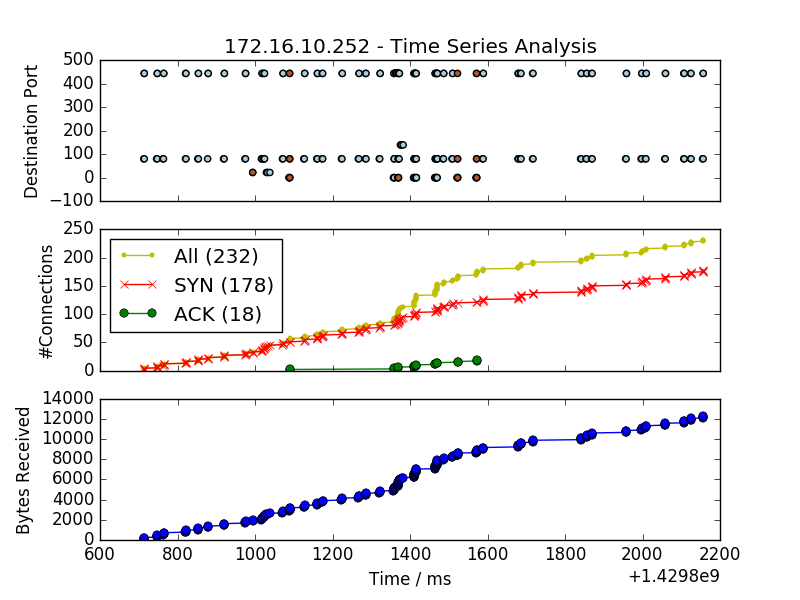 172.16.10.252 - Time Series Analysis
Destination Port
500
400
300
200
100
0
−100
#Connections
250
200
150
100
50
0
All (232)
SYN (178)
ACK (18)
Bytes Received
14000
12000
10000
8000
6000
4000
2000
0
600 800 1000 1200 1400 1600 1800 2000 2200
Time / ms
+1.4298e9